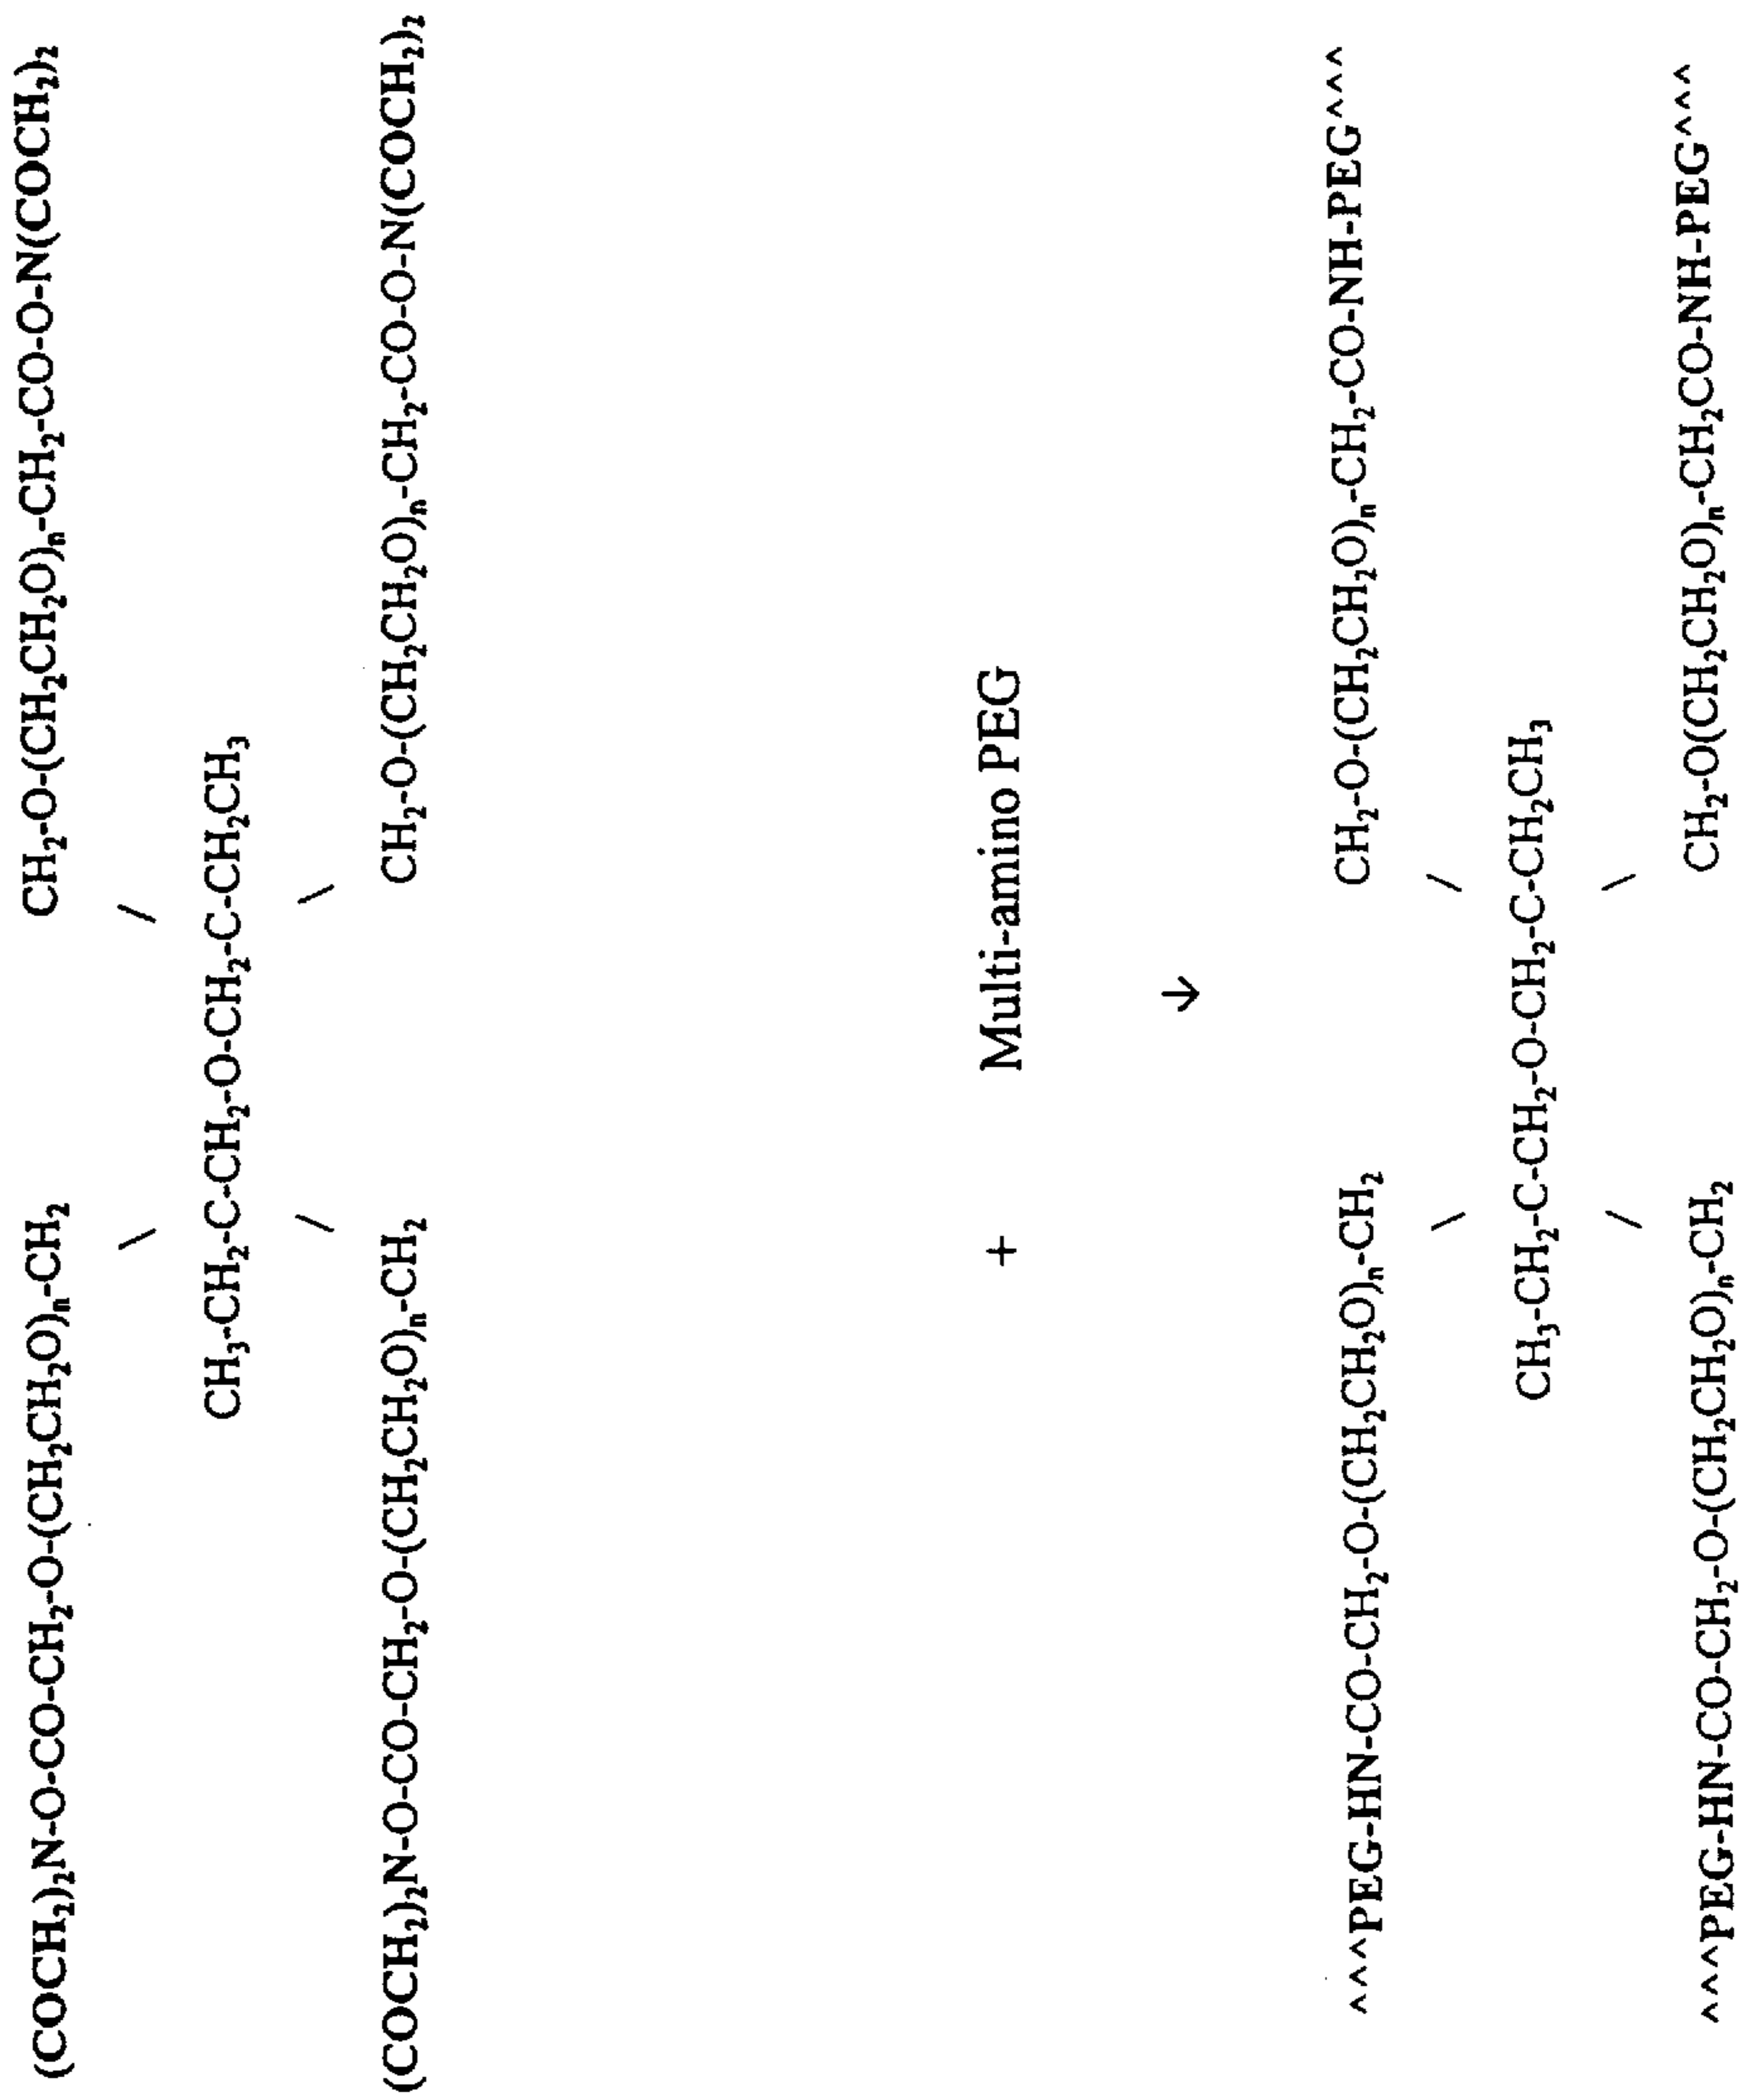 (COCH₂)₂N-O-CO-CH₂-O-(CH₂CH₂O)ₙ-CH₂ CH₂-O-(CH₂CH₂O)ₙ-CH₂-CO-O-N(COCH₂)₂
\ /
CH₃-CH₂-C-CH₂-O-CH₂-C-CH₂CH₃
/ \
(COCH₂)₂N-O-CO-CH₂-O-(CH₂CH₂O)ₙ-CH₂ CH₂-O-(CH₂CH₂O)ₙ-CH₂-CO-O-N(COCH₂)₂
+ Multi-amino PEG
↓
^^^PEG-HN-CO-CH₂-O-(CH₂CH₂O)ₙ-CH₂ CH₂-O-(CH₂CH₂O)ₙ-CH₂-CO-NH-PEG^^^
\ /
CH₃-CH₂-C-CH₂-O-CH₂-C-CH₂CH₃
/ \
^^^PEG-HN-CO-CH₂-O-(CH₂CH₂O)ₙ-CH₂ CH₂-O(CH₂CH₂O)ₙ-CH₂CO-NH-PEG^^^